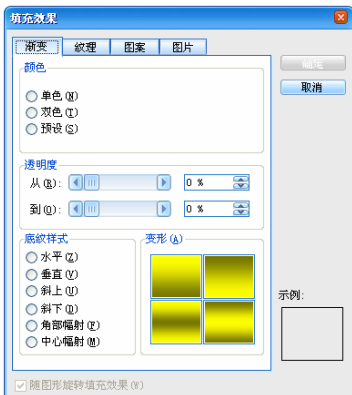 填充效果
渐变 纹理 图案 图片
确定
取消
颜色
单色(N)
双色(T)
预设(S)
透明度
从(R): 0 %
到(O): 0 %
底纹样式
变形(A)
水平(Z)
垂直(V)
斜上(U)
斜下(D)
角部幅射(F)
中心幅射(M)
示例:
随图形旋转填充效果(W)